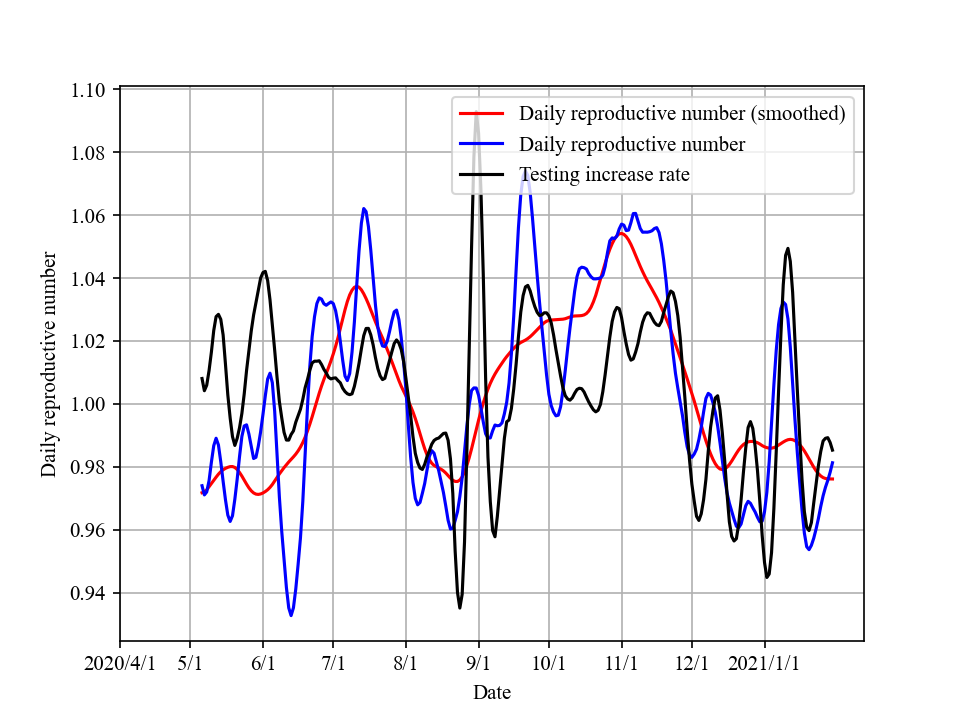 Daily reproductive number (smoothed)
Daily reproductive number
Testing increase rate
1.10
1.08
1.06
1.04
1.02
1.00
0.98
0.96
0.94
Daily reproductive number
2020/4/1 5/1 6/1 7/1 8/1 9/1 10/1 11/1 12/1 2021/1/1
Date